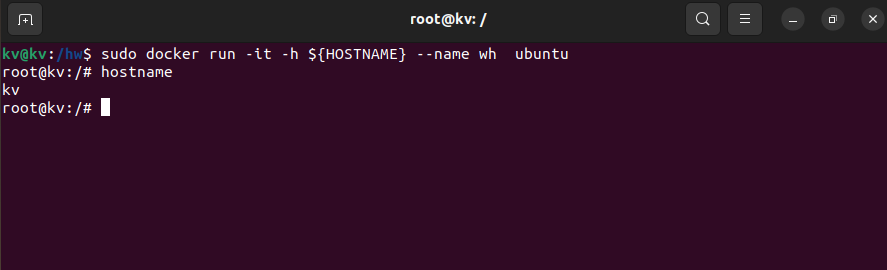 root@kv: /
kv@kv:/hw$ sudo docker run -it -h ${HOSTNAME} --name wh  ubuntu
root@kv:/# hostname
kv
root@kv:/#